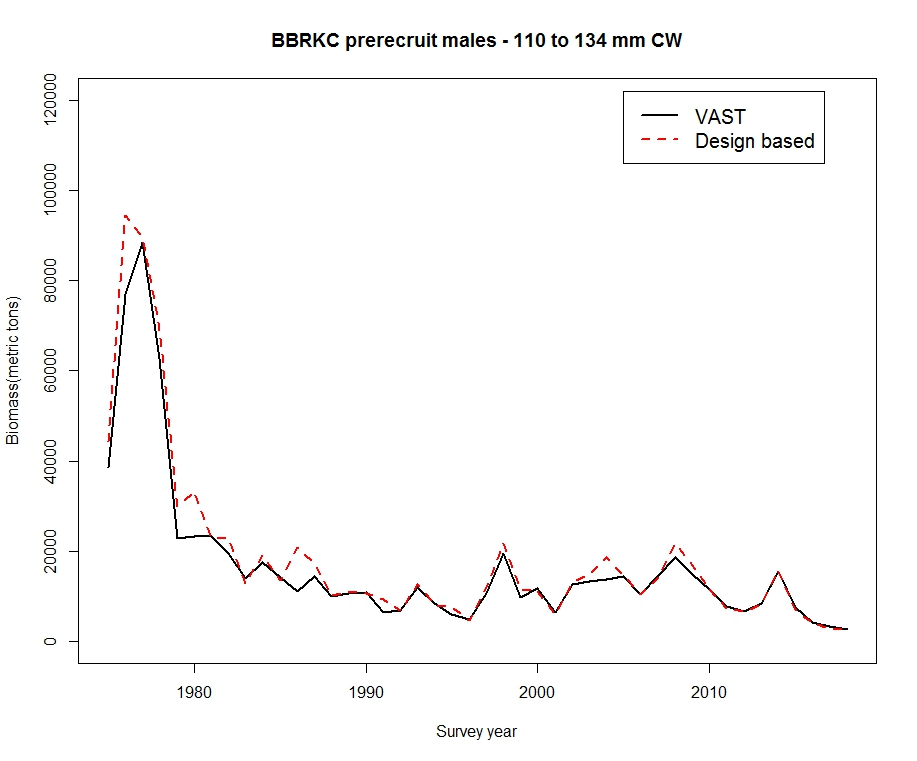 BBRKC prerecruit males - 110 to 134 mm CW
VAST
Design based
Biomass(metric tons)
120000
100000
80000
60000
40000
20000
0
1980 1990 2000 2010
Survey year